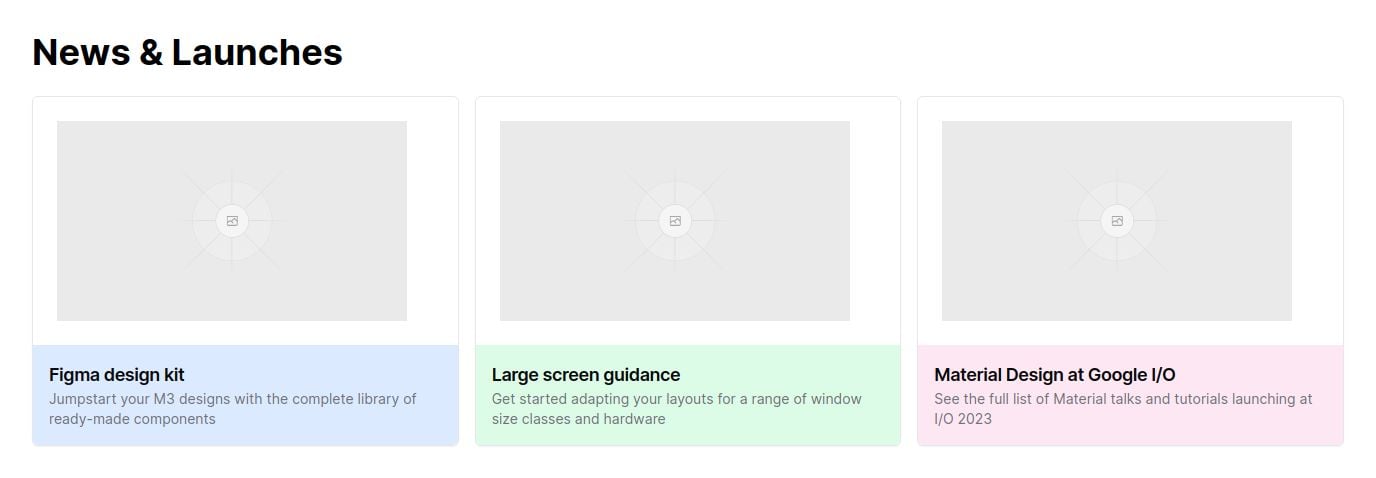 News & Launches
Figma design kit
Jumpstart your M3 designs with the complete library of
ready-made components
Large screen guidance
Get started adapting your layouts for a range of window
size classes and hardware
Material Design at Google I/O
See the full list of Material talks and tutorials launching at
I/O 2023